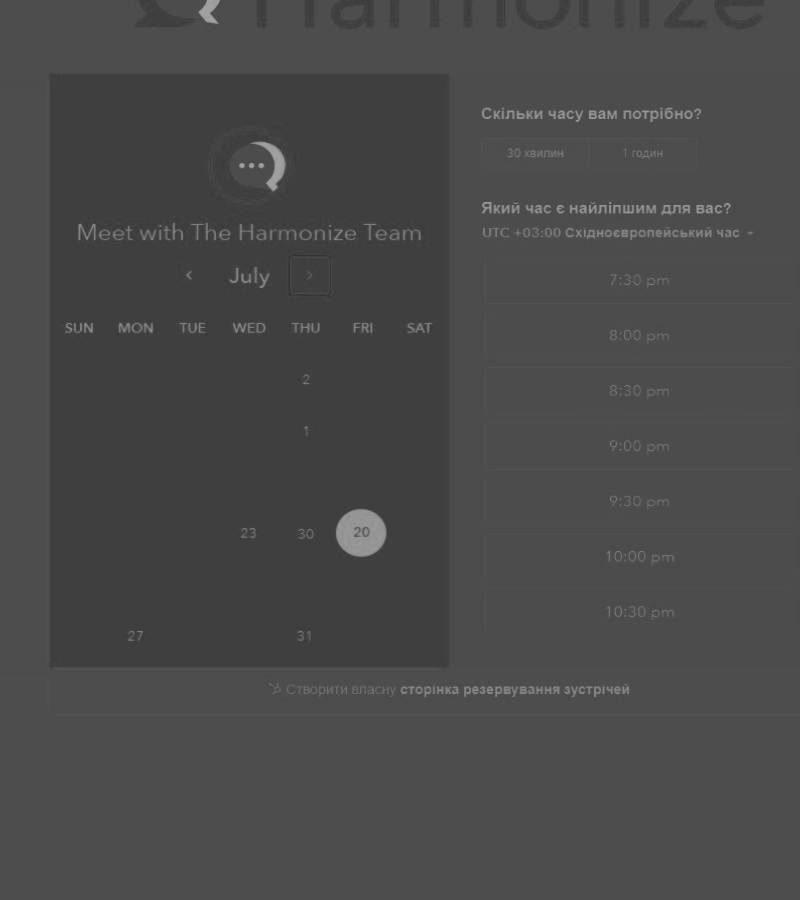 Harmonize
Скільки часу вам потрібно?
30 хвилин 1 годин
Який час є найліпшим для вас?
UTC +03:00 Східноєвропейський час
Meet with The Harmonize Team
July
SUN MON TUE WED THU FRI SAT
2
1
23 30 20
27 31
7:30 pm
8:00 pm
8:30 pm
9:00 pm
9:30 pm
10:00 pm
10:30 pm
Створити власну сторінка резервування зустрічей